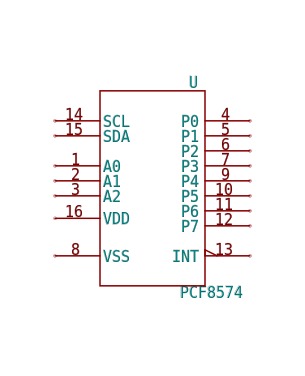 U
14 SCL P0 4
15 SDA P1 5
P2 6
1 A0 P3 7
2 A1 P4 9
3 A2 P5 10
P6 11
16 VDD P7 12
8 VSS INT 13
PCF8574